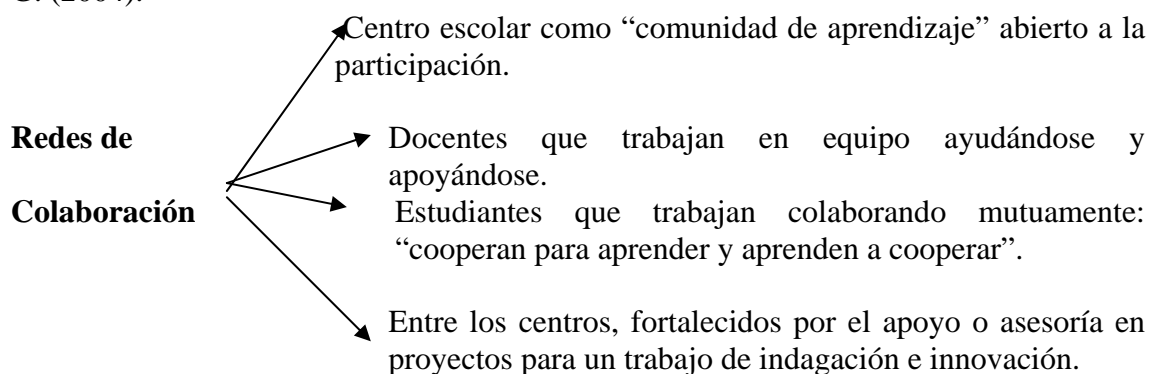 Centro escolar como “comunidad de aprendizaje” abierto a la
participación.
Redes de
Docentes que trabajan en equipo ayudándose y
apoyándose.
Colaboración
Estudiantes que trabajan colaborando mutuamente:
“cooperan para aprender y aprenden a cooperar”.
Entre los centros, fortalecidos por el apoyo o asesoría en
proyectos para un trabajo de indagación e innovación.